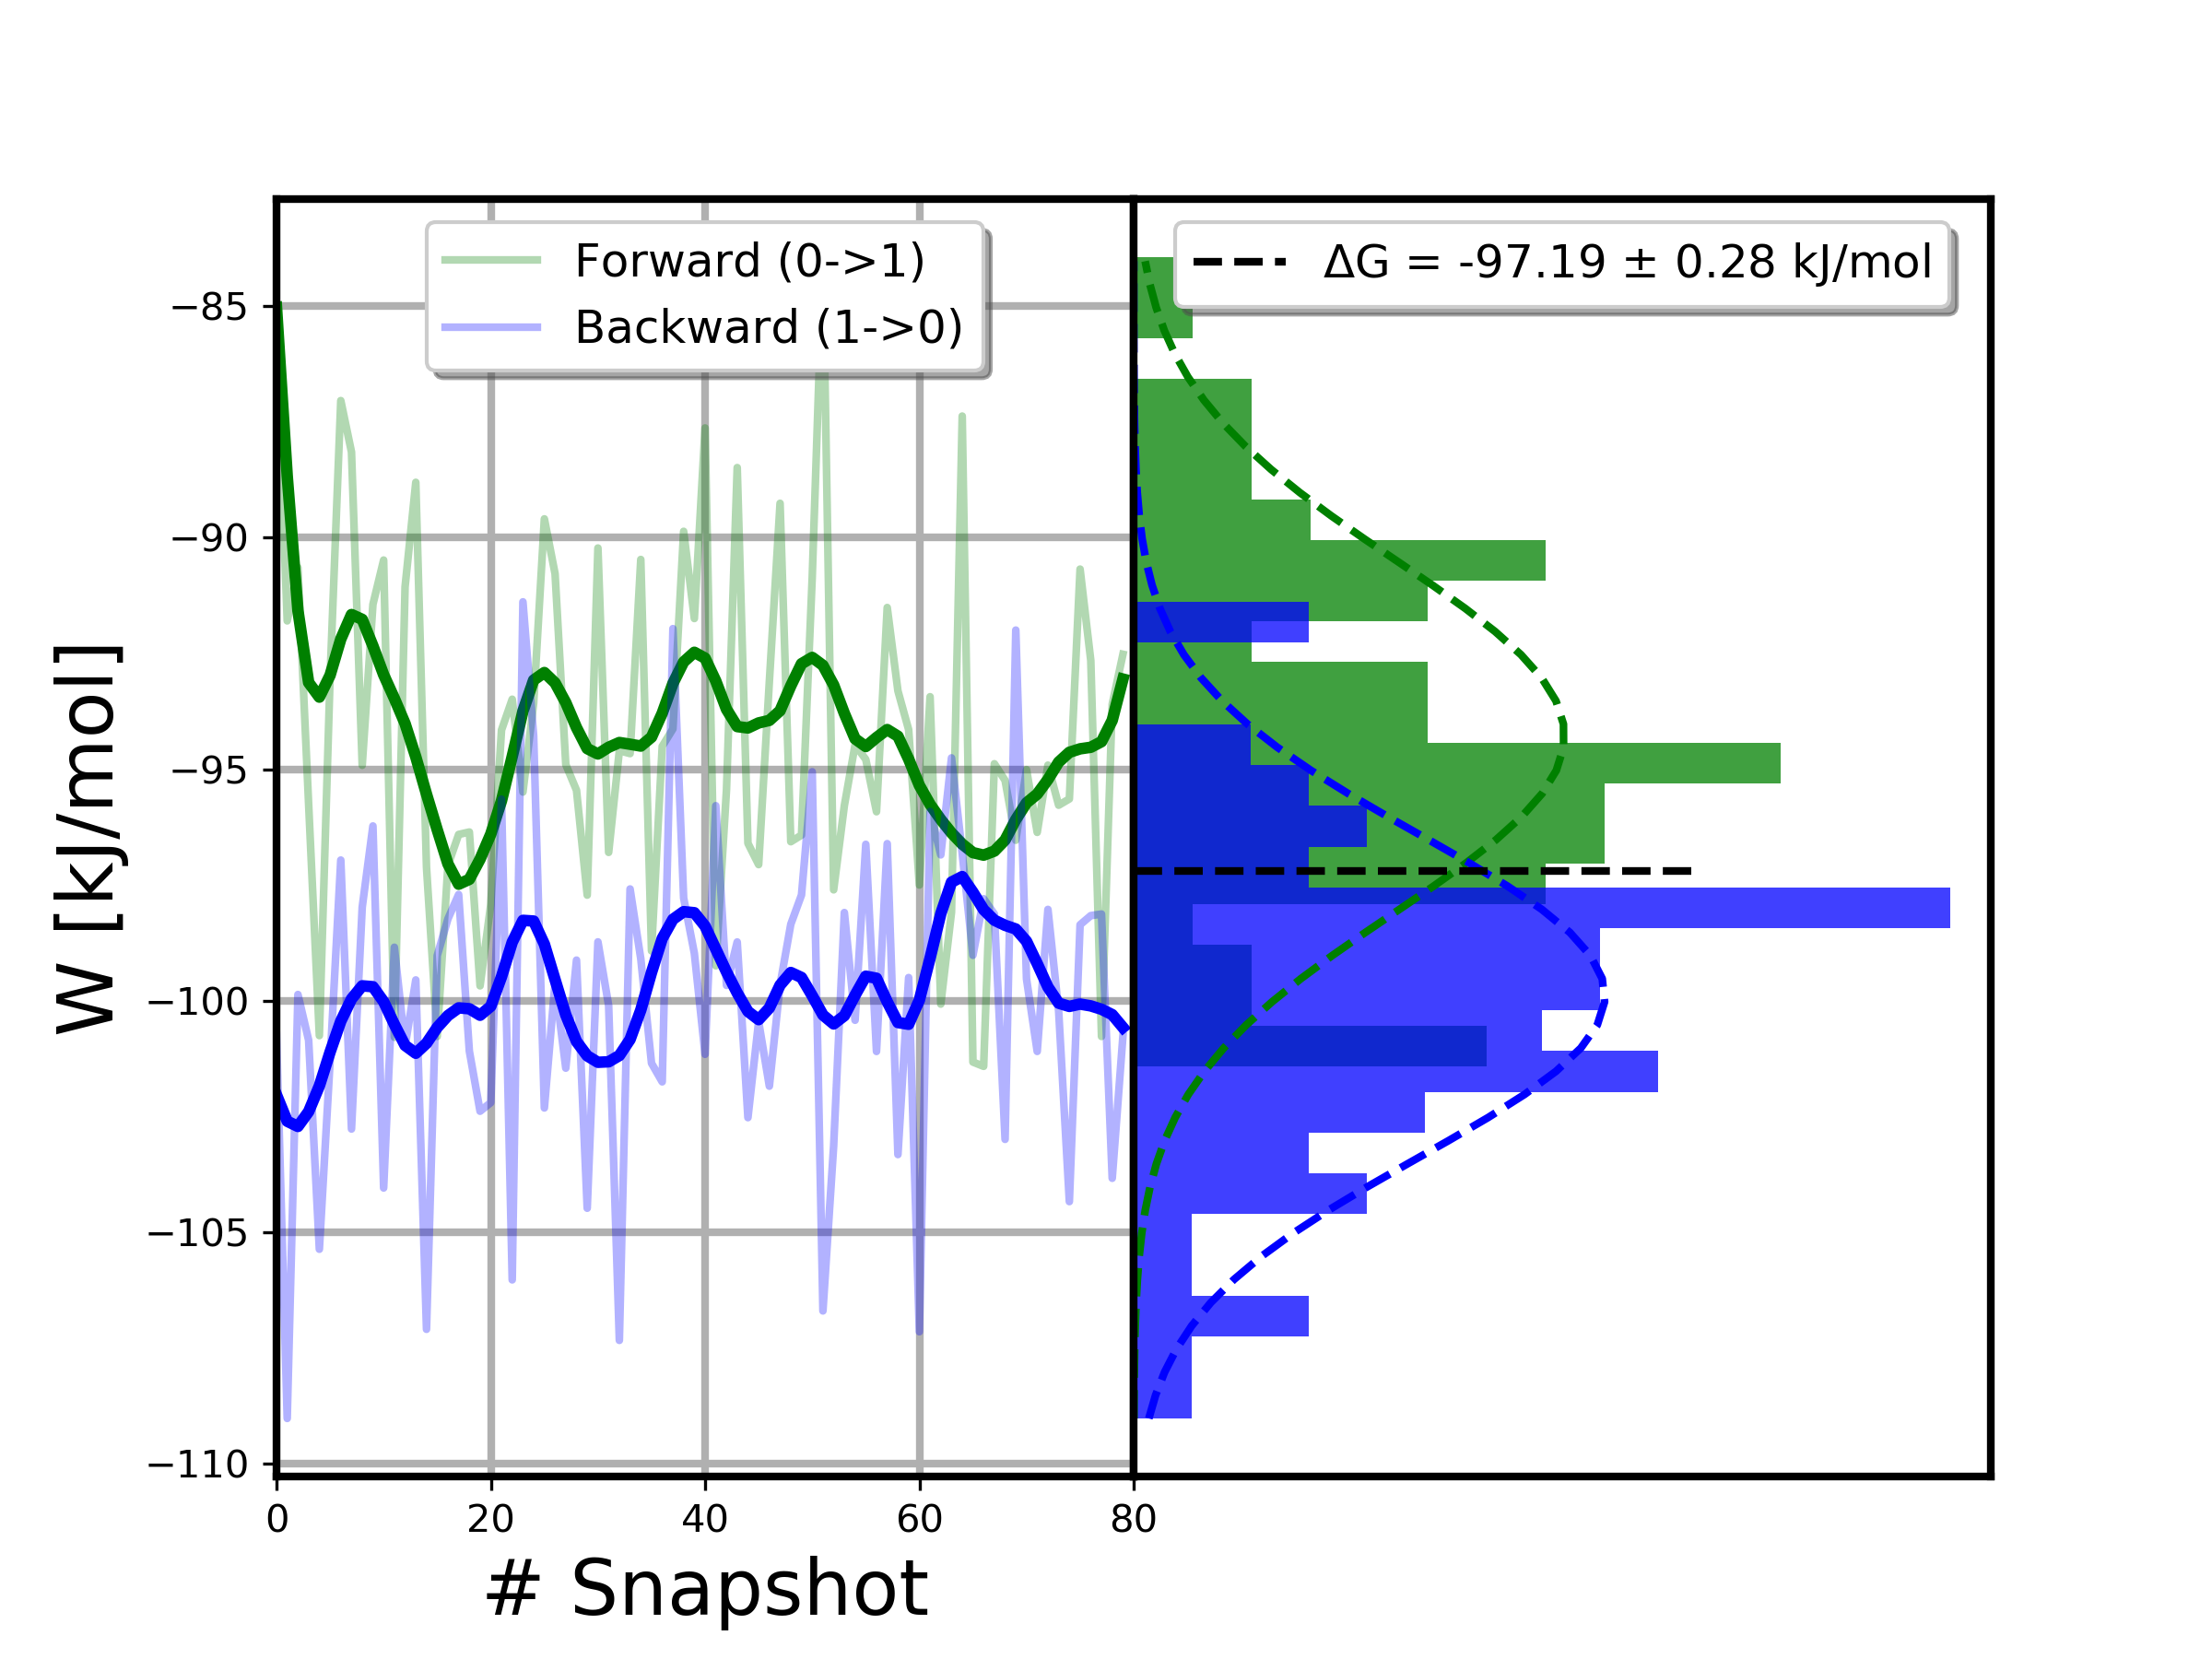 Forward (0->1)
Backward (1->0)
ΔG = -97.19 ± 0.28 kJ/mol
W [kJ/mol]
−85
−90
−95
−100
−105
−110
0 20 40 60 80
# Snapshot